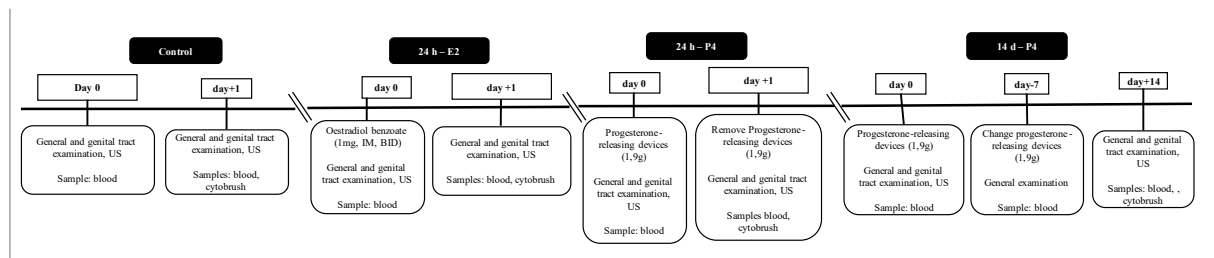 Control
Day 0
day+1
General and genital tract
examination, US
Sample: blood
General and genital tract
examination, US
Samples: blood,
cytobrush
24 h – E2
day 0
day +1
Oestradiol benzoate
(1mg, IM, BID)
General and genital
tract examination, US
Sample: blood
General and genital tract
examination, US
Samples: blood, cytobrush
24 h – P4
day 0
day +1
Progesterone-
releasing devices
(1,9g)
General and genital
tract examination,
US
Sample: blood
Remove Progesterone-
releasing devices
(1,9g)
General and genital
tract examination, US
Samples blood,
cytobrush
14 d – P4
day 0
day-7
day+14
Progesterone-releasing
devices (1,9g)
General and genital
tract examination, US
Sample: blood
Change progesterone-
releasing devices
(1,9g)
General examination
Sample: blood
General and genital tract
examination,
US
Samples: blood, ,
cytobrush